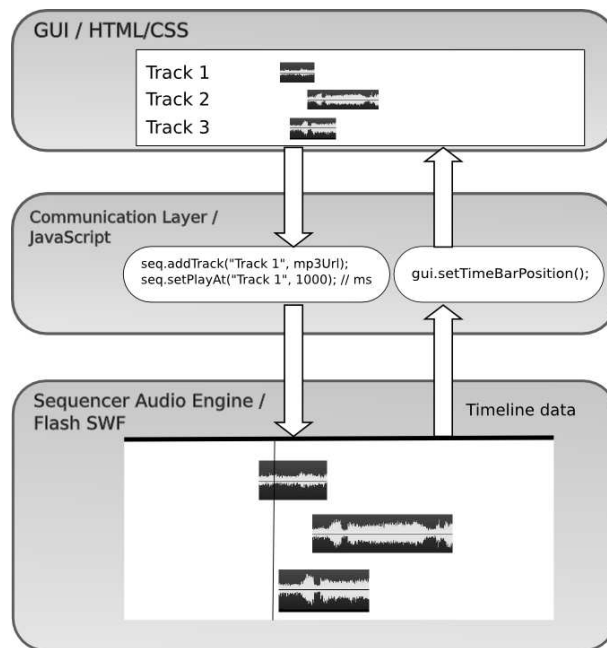 GUI / HTML/CSS
Track 1
Track 2
Track 3
Communication Layer /
JavaScript
seq.addTrack("Track 1", mp3Url);
seq.setPlayAt("Track 1", 1000); // ms
gui.setTimeBarPosition();
Sequencer Audio Engine /
Flash SWF
Timeline data